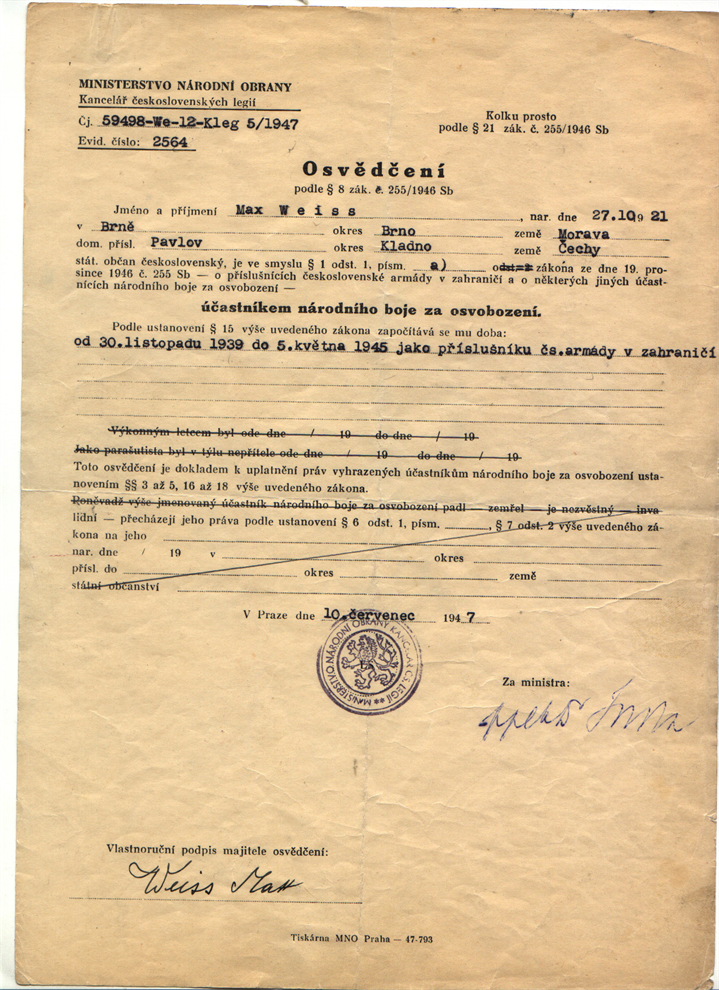 MINISTERSTVO NÁRODNÍ OBRANY
Kancelář československých legií
Čj. 59498-We-12-Kleg 5/1947
Evid. číslo: 2564
Kolku prosto
podle § 21 zák. č. 255/1946 Sb
Osvědčení
podle § 8 zák. č. 255/1946 Sb
Jméno a příjmení Max Weiss, nar. dne 27.10.1921
v Brně okres Brno země Morava
dom. přísl. Pavlov okres Kladno země Čechy
stát. občan československý, je ve smyslu § 1 odst. 1, písm. a) odst. 2 zákona ze dne 19. pro-
since 1946 č. 255 Sb — o příslušnících československé armády v zahraničí a o některých jiných účast-
nících národního boje za osvobození —
účastníkem národního boje za osvobození.
Podle ustanovení § 15 výše uvedeného zákona započítává se mu doba:
od 30.listopadu 1939 do 5.května 1945 jako příslušníku čs.armády v zahraničí
Výkonným letcem byl ode dne / 19 do dne / 19
Jako parašutista byl v týlu nepřítele ode dne / 19 do dne / 19
Toto osvědčení je dokladem k uplatnění práv vyhrazených účastníkům národního boje za osvobození usta-
novením §§ 3 až 5, 16 až 18 výše uvedeného zákona.
Poněvadž výše jmenovaný účastník národního boje za osvobození padl — zemřel — je nezvěstný — inva
lidní — přecházejí jeho práva podle ustanovení § 6 odst. 1, písm. , § 7 odst. 2 výše uvedeného zá-
kona na jeho
nar. dne / 19 v okres
přísl. do okres země
státní občanství
V Praze dne 10.červenec 1947
MINISTERSTVO NÁRODNÍ OBRANY KANCELÁŘ ČS. LEGIÍ
Za ministra:
Vlastnoruční podpis majitele osvědčení:
Weiss Max
Tiskárna MNO Praha — 47-793